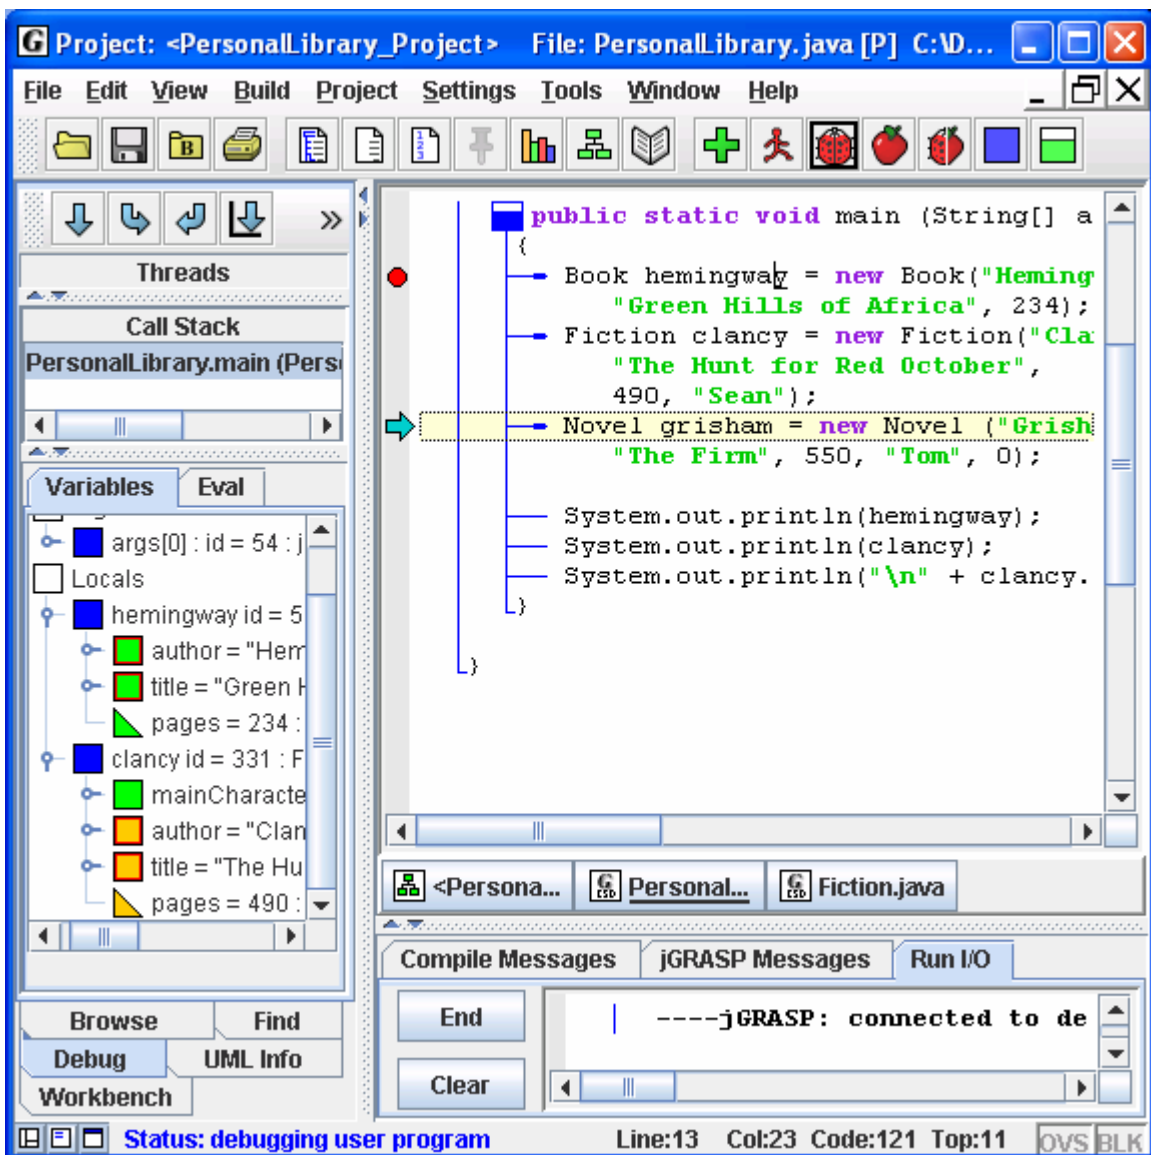 Project: <PersonalLibrary_Project> File: PersonalLibrary.java [P] C:\D...
File Edit View Build Project Settings Tools Window Help
Threads
Call Stack
PersonalLibrary.main (Pers
Variables Eval
args[0] : id = 54 : j
Locals
hemingway id = 5
author = "Hem
title = "Green H
pages = 234 :
clancy id = 331 : F
mainCharacte
author = "Clan
title = "The Hu
pages = 490 :
Browse Find
Debug UML Info
Workbench
public static void main (String[] a
{
Book hemingway = new Book("Heming
"Green Hills of Africa", 234);
Fiction clancy = new Fiction("Cla
"The Hunt for Red October",
490, "Sean");
Novel grisham = new Novel ("Grish
"The Firm", 550, "Tom", 0);
System.out.println(hemingway);
System.out.println(clancy);
System.out.println("\n" + clancy.
}
}
<Persona... Personal... Fiction.java
Compile Messages jGRASP Messages Run I/O
End
Clear
----jGRASP: connected to de
Status: debugging user program Line:13 Col:23 Code:121 Top:11 OVS BLK